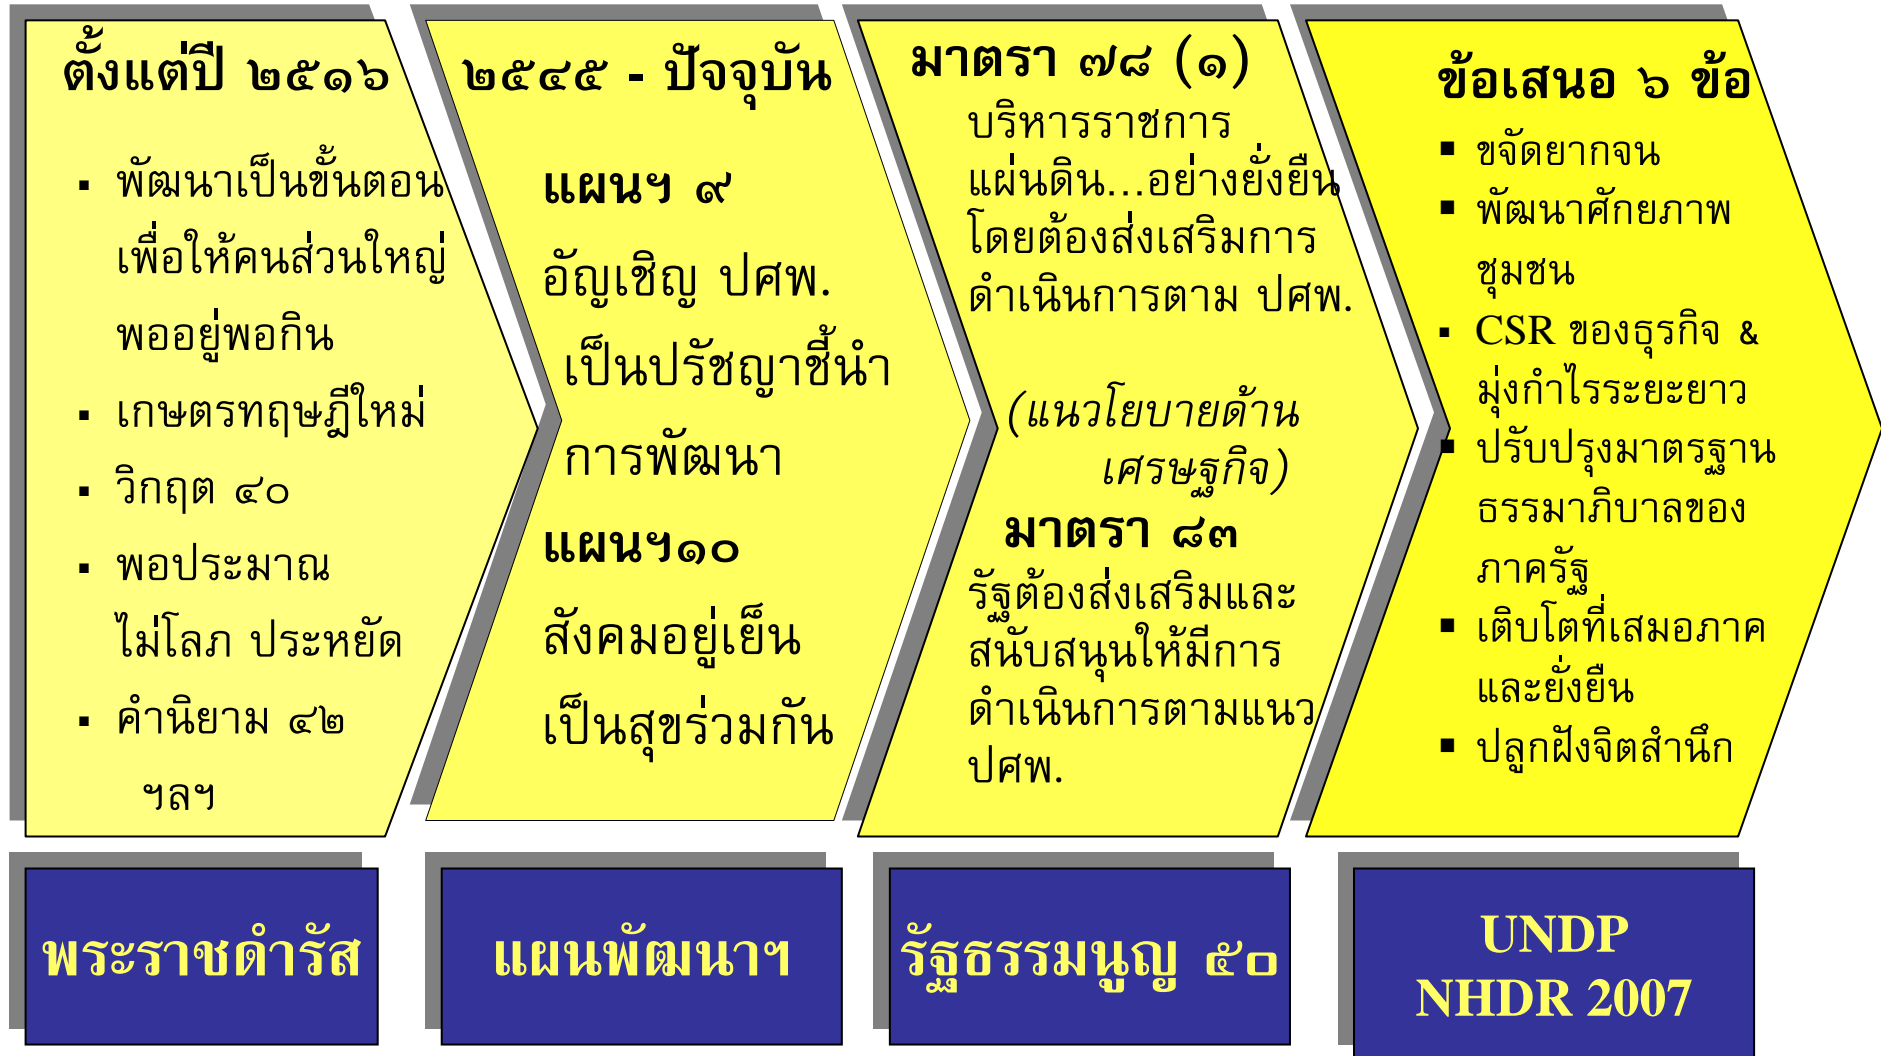 ตั้งแต่ปี ๒๕๑๖
▪ พัฒนาเป็นขั้นตอน
เพื่อให้คนส่วนใหญ่
พออยู่พอกิน
▪ เกษตรทฤษฎีใหม่
▪ วิกฤต ๔๐
▪ พอประมาณ
ไม่โลภ ประหยัด
▪ คำนิยาม ๔๒
ฯลฯ
พระราชดำรัส
๒๕๔๕ - ปัจจุบัน
แผนฯ ๙
อัญเชิญ ปศพ.
เป็นปรัชญาชี้นำ
การพัฒนา
แผนฯ๑๐
สังคมอยู่เย็น
เป็นสุขร่วมกัน
แผนพัฒนาฯ
มาตรา ๗๘ (๑)
บริหารราชการ
แผ่นดิน...อย่างยั่งยืน
โดยต้องส่งเสริมการ
ดำเนินการตาม ปศพ.
(แนวโยบายด้าน
เศรษฐกิจ)
มาตรา ๘๓
รัฐต้องส่งเสริมและ
สนับสนุนให้มีการ
ดำเนินการตามแนว
ปศพ.
รัฐธรรมนูญ ๕๐
ข้อเสนอ ๖ ข้อ
▪ ขจัดยากจน
▪ พัฒนาศักยภาพ
ชุมชน
▪ CSR ของธุรกิจ &
มุ่งกำไรระยะยาว
▪ ปรับปรุงมาตรฐาน
ธรรมาภิบาลของ
ภาครัฐ
▪ เติบโตที่เสมอภาค
และยั่งยืน
▪ ปลูกฝังจิตสำนึก
UNDP
NHDR 2007